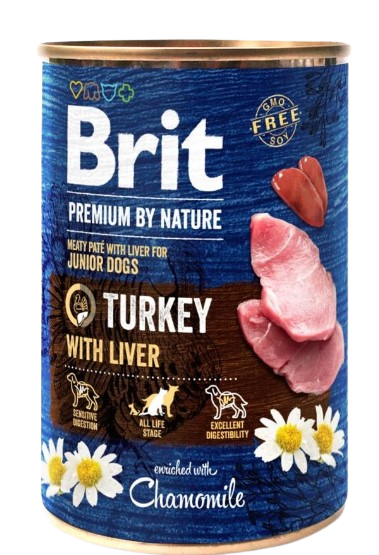 Brit
GMO
FREE
SOY
PREMIUM BY NATURE
MEATY PATÉ WITH LIVER FOR
JUNIOR DOGS
TURKEY
WITH LIVER
SENSITIVE
DIGESTION
ALL LIFE
STAGE
EXCELLENT
DIGESTIBILITY
enriched with
Chamomile